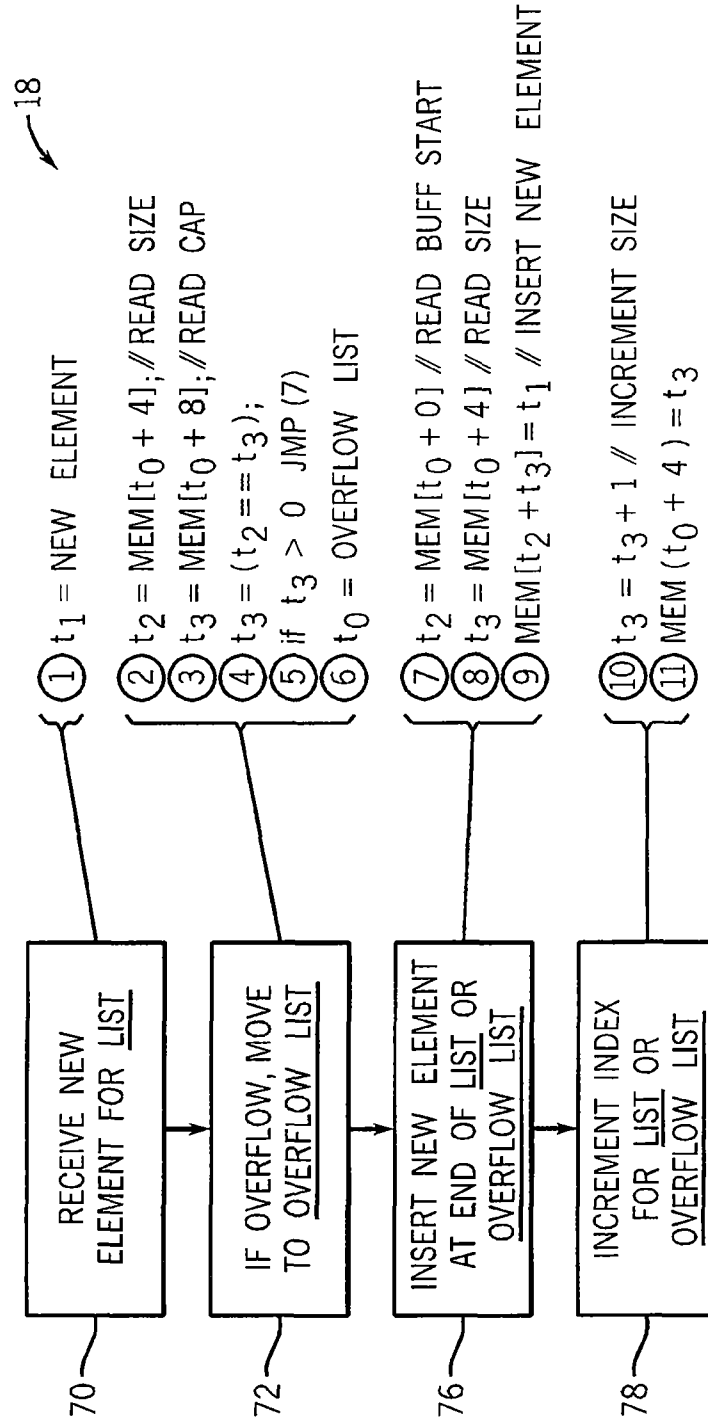 18
70
RECEIVE NEW
ELEMENT FOR LIST
① t1 = NEW ELEMENT
72
IF OVERFLOW, MOVE
TO OVERFLOW LIST
② t2 = MEM[t0 + 4];//READ SIZE
③ t3 = MEM[t0 + 8];//READ CAP
④ t3 = (t2 == t3);
⑤ if t3 > 0 JMP (7)
⑥ t0 = OVERFLOW LIST
76
INSERT NEW ELEMENT
AT END OF LIST OR
OVERFLOW LIST
⑦ t2 = MEM[t0 + 0] // READ BUFF START
⑧ t3 = MEM[t0 + 4] // READ SIZE
⑨ MEM[t2 + t3] = t1 // INSERT NEW ELEMENT
78
INCREMENT INDEX
FOR LIST OR
OVERFLOW LIST
⑩ t3 = t3 + 1 // INCREMENT SIZE
⑪ MEM (t0 + 4) = t3